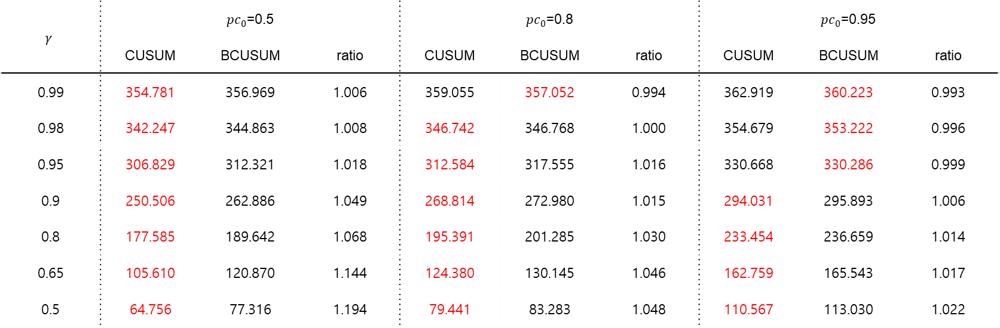 γ 𝑝𝑐₀=0.5 𝑝𝑐₀=0.8 𝑝𝑐₀=0.95
CUSUM BCUSUM ratio CUSUM BCUSUM ratio CUSUM BCUSUM ratio
0.99 354.781 356.969 1.006 359.055 357.052 0.994 362.919 360.223 0.993
0.98 342.247 344.863 1.008 346.742 346.768 1.000 354.679 353.222 0.996
0.95 306.829 312.321 1.018 312.584 317.555 1.016 330.668 330.286 0.999
0.9 250.506 262.886 1.049 268.814 272.980 1.015 294.031 295.893 1.006
0.8 177.585 189.642 1.068 195.391 201.285 1.030 233.454 236.659 1.014
0.65 105.610 120.870 1.144 124.380 130.145 1.046 162.759 165.543 1.017
0.5 64.756 77.316 1.194 79.441 83.283 1.048 110.567 113.030 1.022